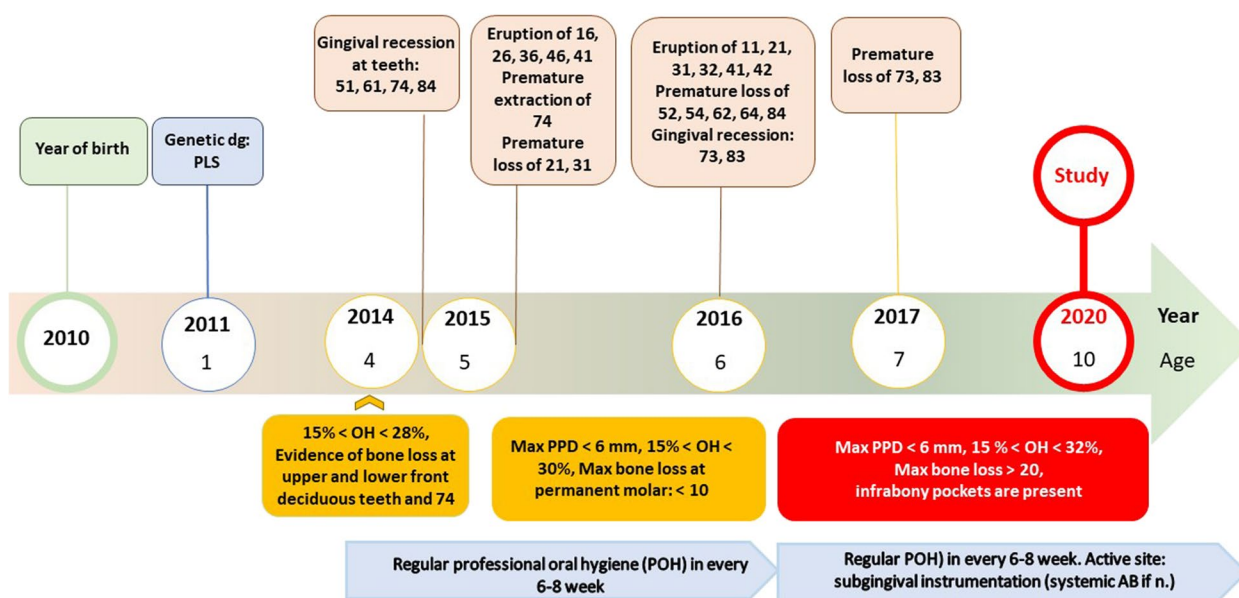 Year of birth
Genetic dg:
PLS
Gingival recession
at teeth:
51, 61, 74, 84
Eruption of 16,
26, 36, 46, 41
Premature
extraction of
74
Premature
loss of 21, 31
Eruption of 11, 21,
31, 32, 41, 42
Premature loss of
52, 54, 62, 64, 84
Gingival recession:
73, 83
Premature
loss of 73, 83
Study
2010
2011
1
2014
4
2015
5
2016
6
2017
7
2020
10
Year
Age
15% < OH < 28%,
Evidence of bone loss at
upper and lower front
deciduous teeth and 74
Max PPD < 6 mm, 15% < OH <
30%, Max bone loss at
permanent molar: < 10
Max PPD < 6 mm, 15 % < OH < 32%,
Max bone loss > 20,
infrabony pockets are present
Regular professional oral hygiene (POH) in every
6-8 week
Regular POH) in every 6-8 week. Active site:
subgingival instrumentation (systemic AB if n.)